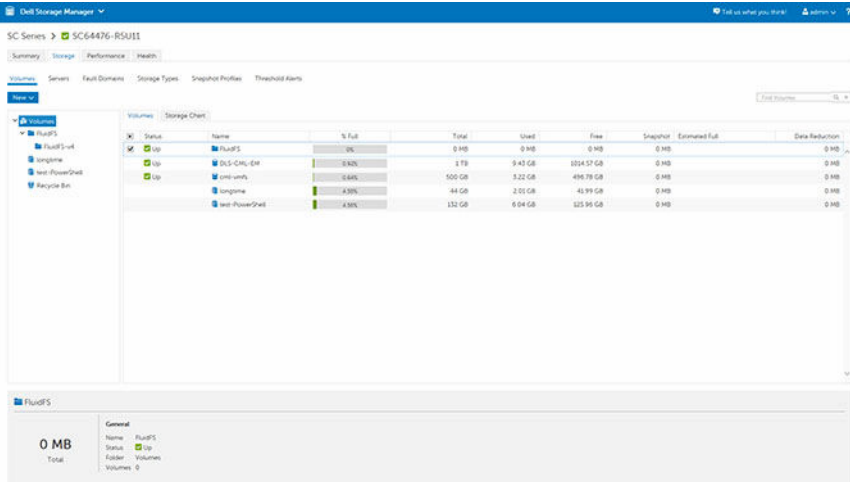 Dell Storage Manager
Tell us what you think!
admin
?
SC Series > SC64476-RSU11
Summary Storage Performance Health
Volumes Servers Fault Domains Storage Types Snapshot Profiles Threshold Alerts
New
Find Volumes
Volumes
FluidFS
FluidFS-v4
longtime
test-PowerShell
Recycle Bin
Volumes Storage Chart
Status Name % Full Total Used Free Snapshot Estimated Full Data Reduction
Up FluidFS 0% 0 MB 0 MB 0 MB 0 MB 0 MB
Up DLS-CML-EM 0.92% 1 TB 9.43 GB 1014.57 GB 0 MB 0 MB
Up cml-vmfs 0.64% 500 GB 3.22 GB 496.78 GB 0 MB 0 MB
longtime 4.58% 44 GB 2.01 GB 41.99 GB 0 MB 0 MB
test-PowerShell 4.58% 132 GB 6.04 GB 125.96 GB 0 MB 0 MB
FluidFS
0 MB
Total
General
Name FluidFS
Status Up
Folder Volumes
Volumes 0